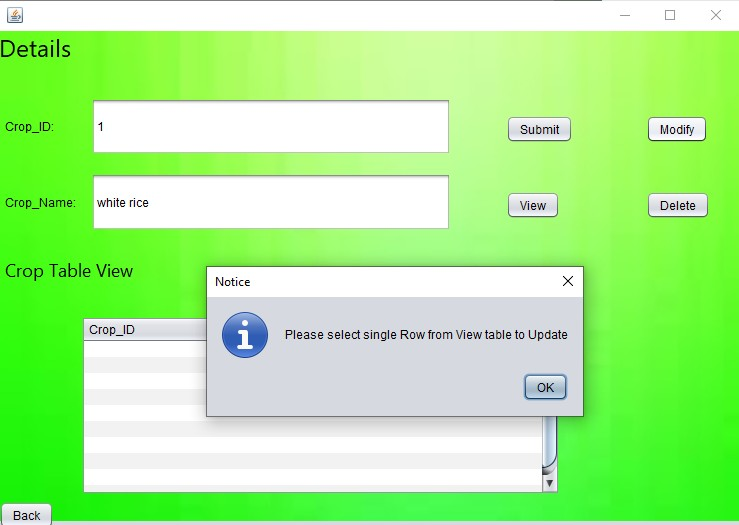 Details
Crop_ID:
1
Submit
Modify
Crop_Name:
white rice
View
Delete
Crop Table View
Notice
Please select single Row from View table to Update
OK
Crop_ID
Back